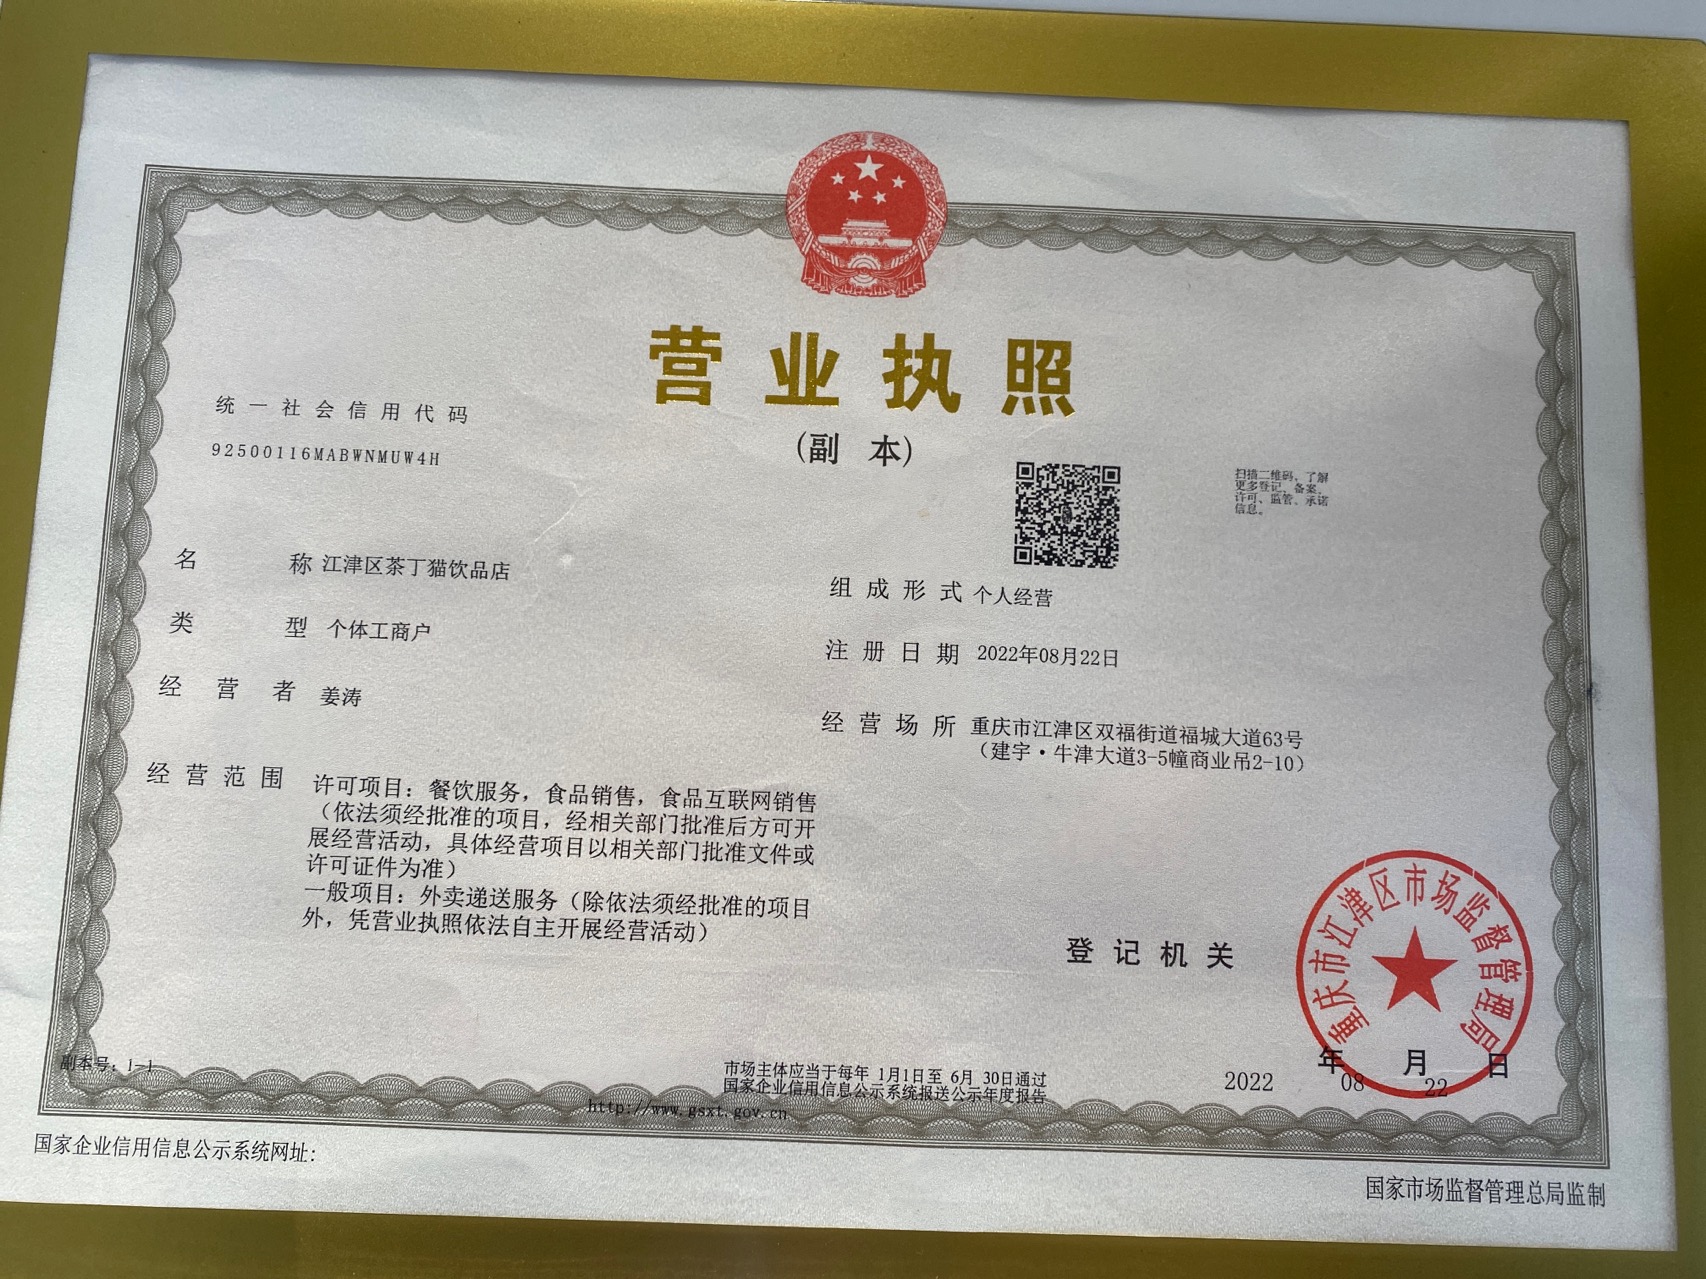 营业执照
(副 本)
统一社会信用代码
92500116MABWNMUW4H
扫描二维码、了解
更多登记、备案、
许可、监管、承诺
信息。
名 称 江津区茶丁猫饮品店
类 型 个体工商户
经 营 者 姜涛
经 营 范 围 许可项目：餐饮服务，食品销售，食品互联网销售
（依法须经批准的项目，经相关部门批准后方可开
展经营活动，具体经营项目以相关部门批准文件或
许可证件为准）
一般项目：外卖递送服务（除依法须经批准的项目
外，凭营业执照依法自主开展经营活动）
组 成 形 式 个人经营
注 册 日 期 2022年08月22日
经 营 场 所 重庆市江津区双福街道福城大道63号
（建宇·牛津大道3-5幢商业吊2-10）
登 记 机 关
重庆市江津区市场监督管理局
年 月 日
2022 08 22
副本号：1-1
市场主体应当于每年 1月1日至 6月 30日通过
国家企业信用信息公示系统报送公示年度报告
http://www.gsxt.gov.cn
国家企业信用信息公示系统网址:
国家市场监督管理总局监制